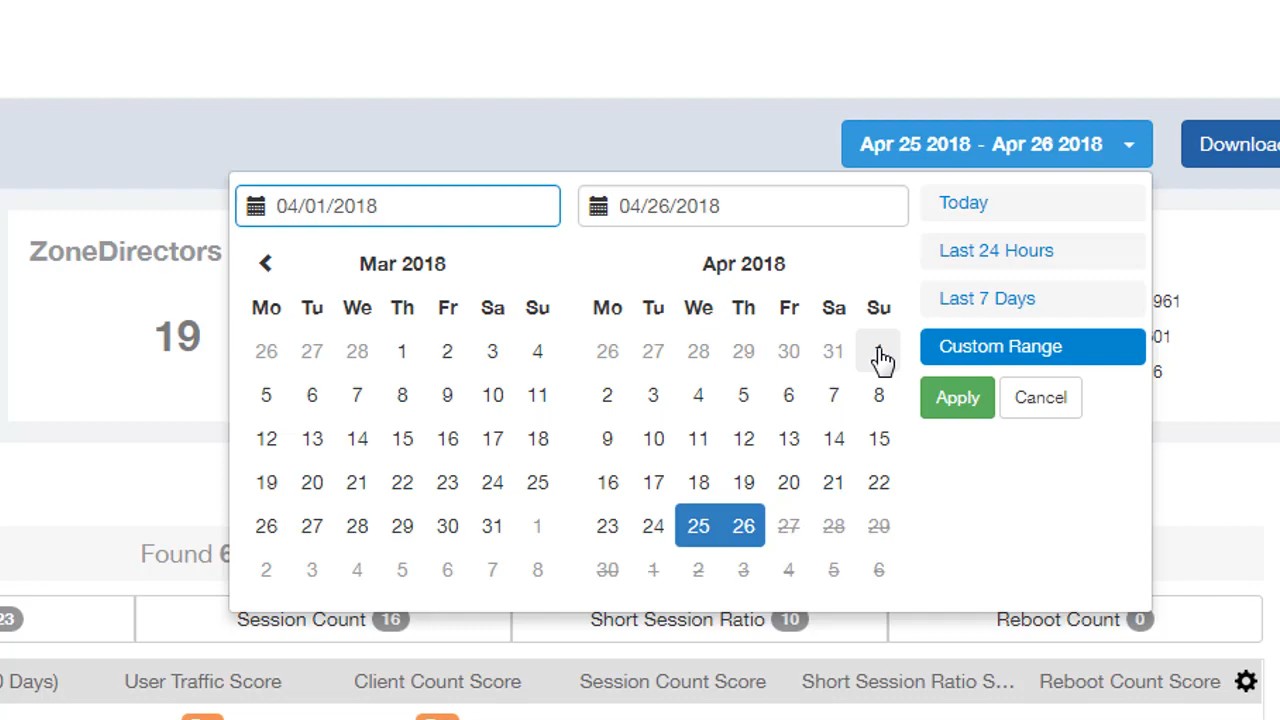 Apr 25 2018 - Apr 26 2018
Download
04/01/2018
04/26/2018
Today
ZoneDirectors
19
Mar 2018
Apr 2018
Last 24 Hours
Last 7 Days
Custom Range
Apply
Cancel
961
01
6
Mo Tu We Th Fr Sa Su
26 27 28 1 2 3 4
5 6 7 8 9 10 11
12 13 14 15 16 17 18
19 20 21 22 23 24 25
26 27 28 29 30 31 1
2 3 4 5 6 7 8
Mo Tu We Th Fr Sa Su
26 27 28 29 30 31 1
2 3 4 5 6 7 8
9 10 11 12 13 14 15
16 17 18 19 20 21 22
23 24 25 26 27 28 29
30 1 2 3 4 5 6
Found 6
23
Session Count 16
Short Session Ratio 10
Reboot Count 0
0 Days)
User Traffic Score
Client Count Score
Session Count Score
Short Session Ratio S...
Reboot Count Score